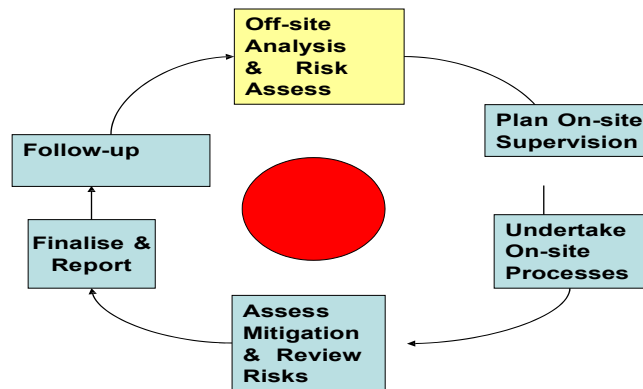 Off-site
Analysis
& Risk
Assess
Plan On-site
Supervision
Undertake
On-site
Processes
Assess
Mitigation
& Review
Risks
Finalise &
Report
Follow-up